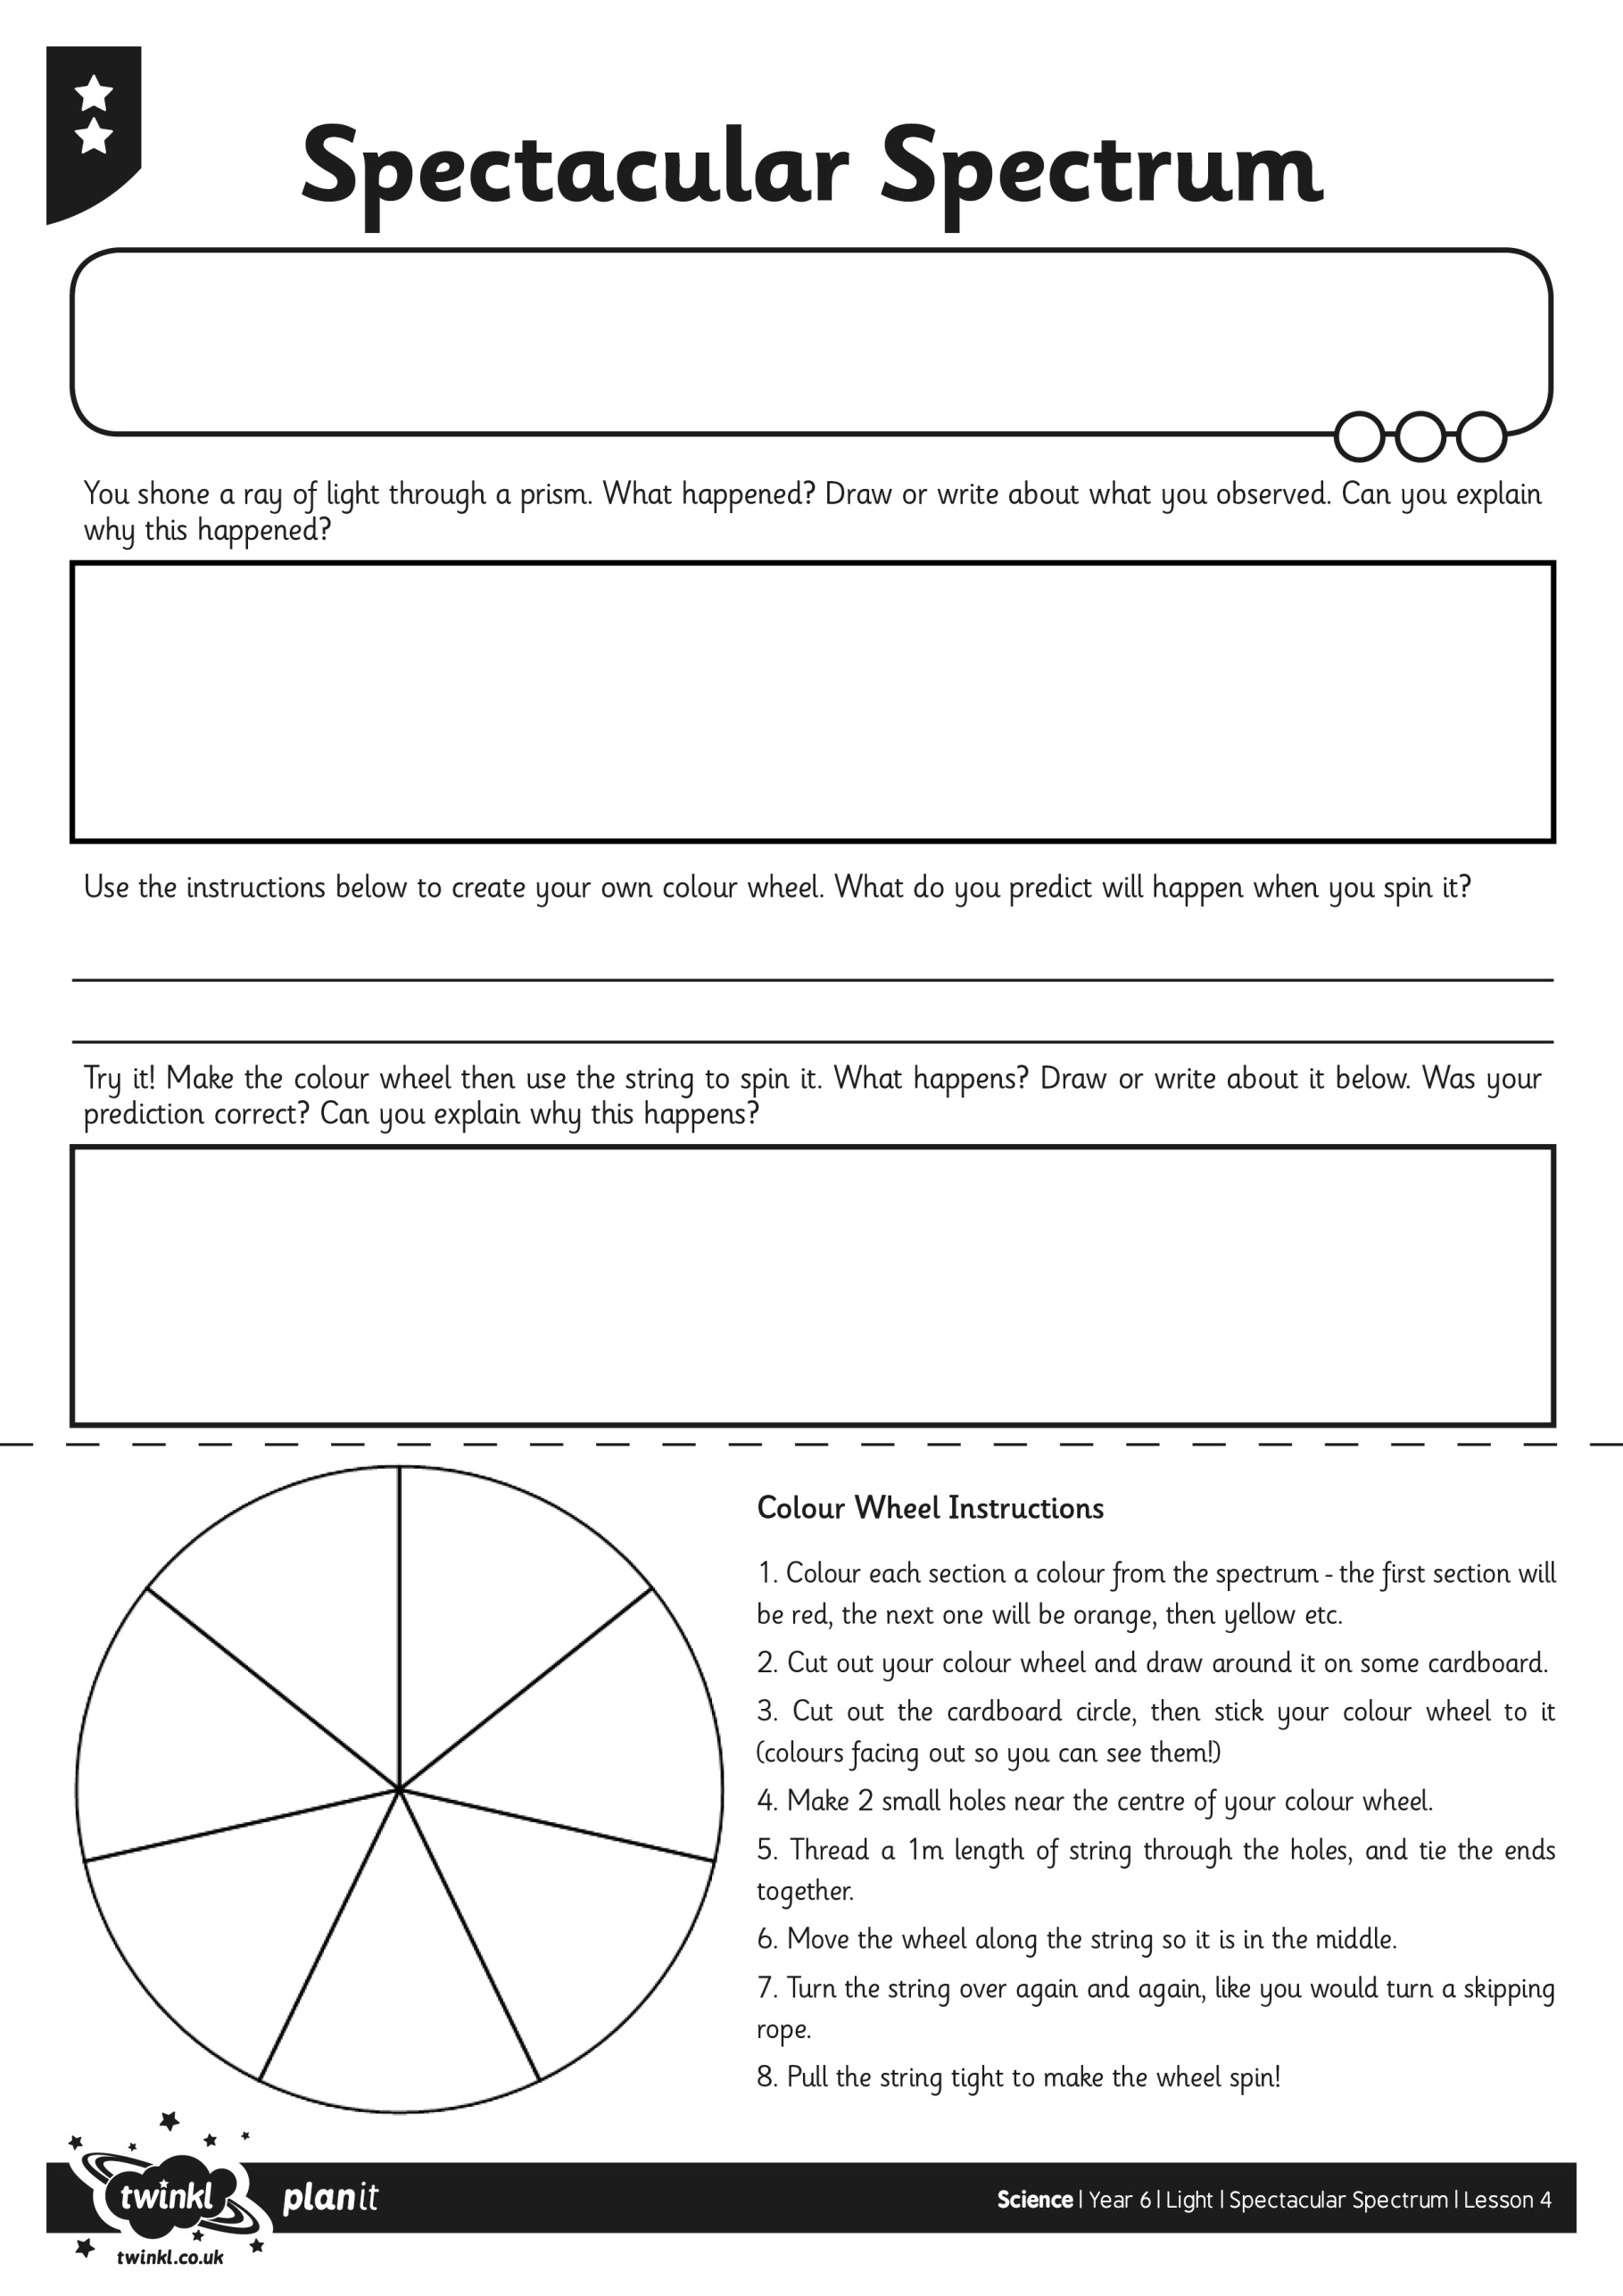 Spectacular Spectrum
You shone a ray of light through a prism. What happened? Draw or write about what you observed. Can you explain
why this happened?
Use the instructions below to create your own colour wheel. What do you predict will happen when you spin it?
Try it! Make the colour wheel then use the string to spin it. What happens? Draw or write about it below. Was your
prediction correct? Can you explain why this happens?
Colour Wheel Instructions
1. Colour each section a colour from the spectrum - the first section will
be red, the next one will be orange, then yellow etc.
2. Cut out your colour wheel and draw around it on some cardboard.
3. Cut out the cardboard circle, then stick your colour wheel to it
(colours facing out so you can see them!)
4. Make 2 small holes near the centre of your colour wheel.
5. Thread a 1m length of string through the holes, and tie the ends
together.
6. Move the wheel along the string so it is in the middle.
7. Turn the string over again and again, like you would turn a skipping
rope.
8. Pull the string tight to make the wheel spin!
twinkl
planit
Science | Year 6 | Light | Spectacular Spectrum | Lesson 4
twinkl.co.uk